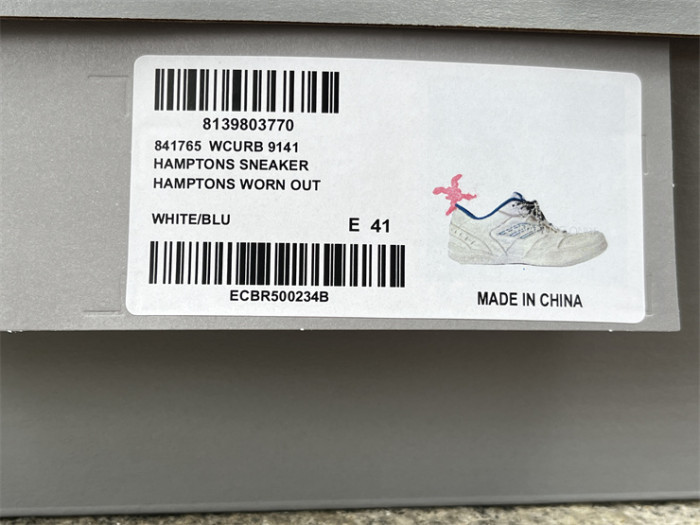 8139803770
841765 WCURB 9141
HAMPTONS SNEAKER
HAMPTONS WORN OUT
WHITE/BLU E 41
ECBR500234B
MADE IN CHINA